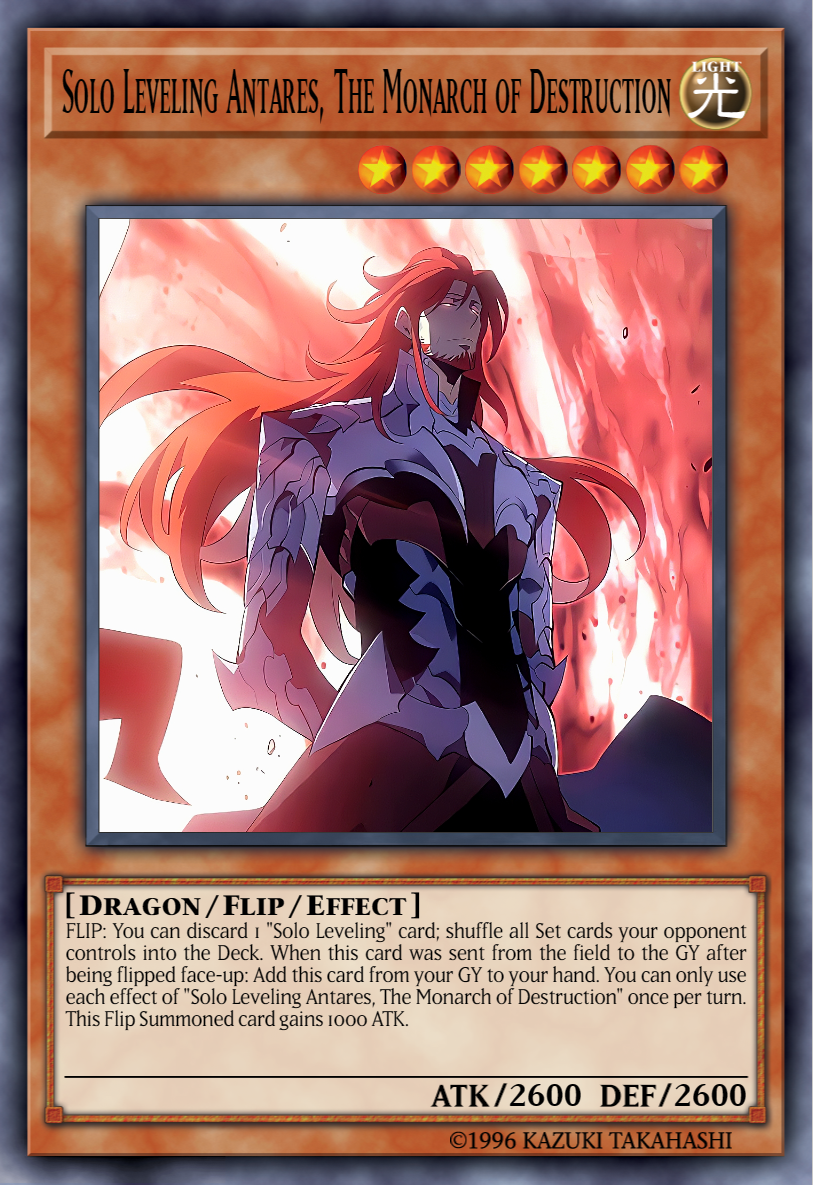 Solo Leveling Antares, The Monarch of Destruction
LIGHT
光
[ Dragon / Flip / Effect ]
FLIP: You can discard 1 "Solo Leveling" card; shuffle all Set cards your opponent
controls into the Deck. When this card was sent from the field to the GY after
being flipped face-up: Add this card from your GY to your hand. You can only use
each effect of "Solo Leveling Antares, The Monarch of Destruction" once per turn.
This Flip Summoned card gains 1000 ATK.
ATK/2600 DEF/2600
©1996 KAZUKI TAKAHASHI